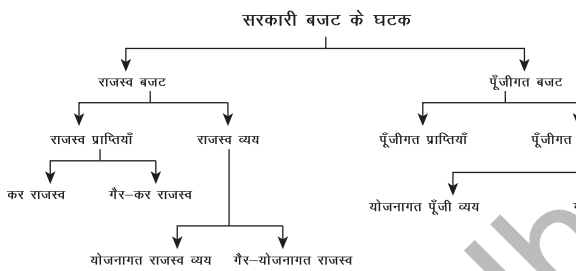 सरकारी बजट के घटक
राजस्व बजट
पूँजीगत बजट
राजस्व प्राप्तियाँ
राजस्व व्यय
पूँजीगत प्राप्तियाँ
पूँजीगत
कर राजस्व
गैर–कर राजस्व
योजनागत पूँजी व्यय
योजनागत राजस्व व्यय
गैर–योजनागत राजस्व